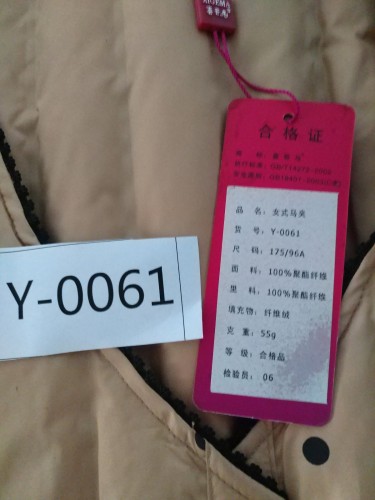 合格证
品 名: 女式马夹
货 号: Y-0061
尺 码: 175/96A
面 料: 100%聚酯纤维
里 料: 100%聚酯纤维
填充物: 纤维绒
克 重: 55g
等 级: 合格品
检验员: 06
Y-0061